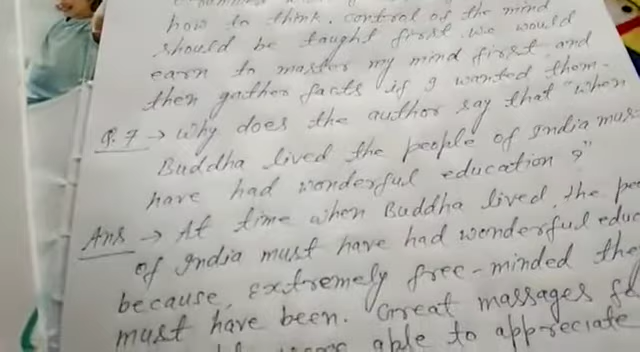 how to think. control of the mind
should be taught first. we would
earn to master my mind first and
then gather facts if I wanted them.
Q.7 → Why does the author say that "when
Buddha lived the people of India mus
have had wonderful education ?"
Ans → At time when Buddha lived, the pe
of India must have had wonderful educ
because, extremely free-minded the
must have been. Great massages
able to appreciate